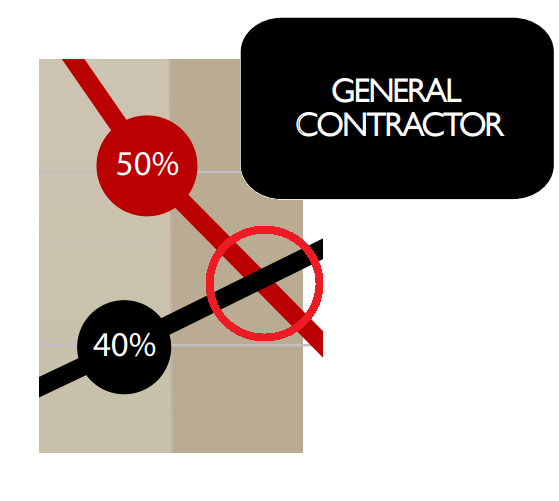 GENERAL
CONTRACTOR
50%
40%